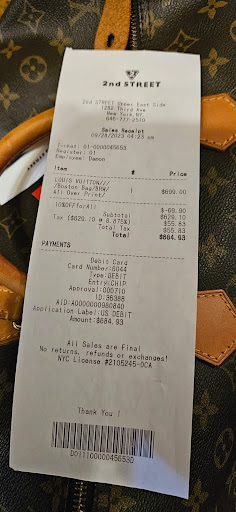 2nd STREET
2nd STREET Upper East Side
1282 Third Ave
New York, NY,
646-777-2510
Sales Receipt
09/28/2023 04:23 pm
Ticket: 01-0000045653
Register: 01
Employee: Damon
Item # Price
LOUIS VUITTON///
/Boston Bag/BRW/
All Over Print/ 1 $699.00
10%OFFforAll $-69.90
Subtotal $629.10
Tax ($629.10 @ 8.875%) $55.83
Total Tax $55.83
Total $684.93
PAYMENTS
Debit Card
Card Number:6044
Type:DEBIT
Entry:CHIP
Approval:000710
ID:36388
AID:A0000000980840
Application Label:US DEBIT
Amount:$684.93
All Sales are Final
No returns, refunds or exchanges!
NYC License #2105245-DCA
Thank You !
D011100000045653D